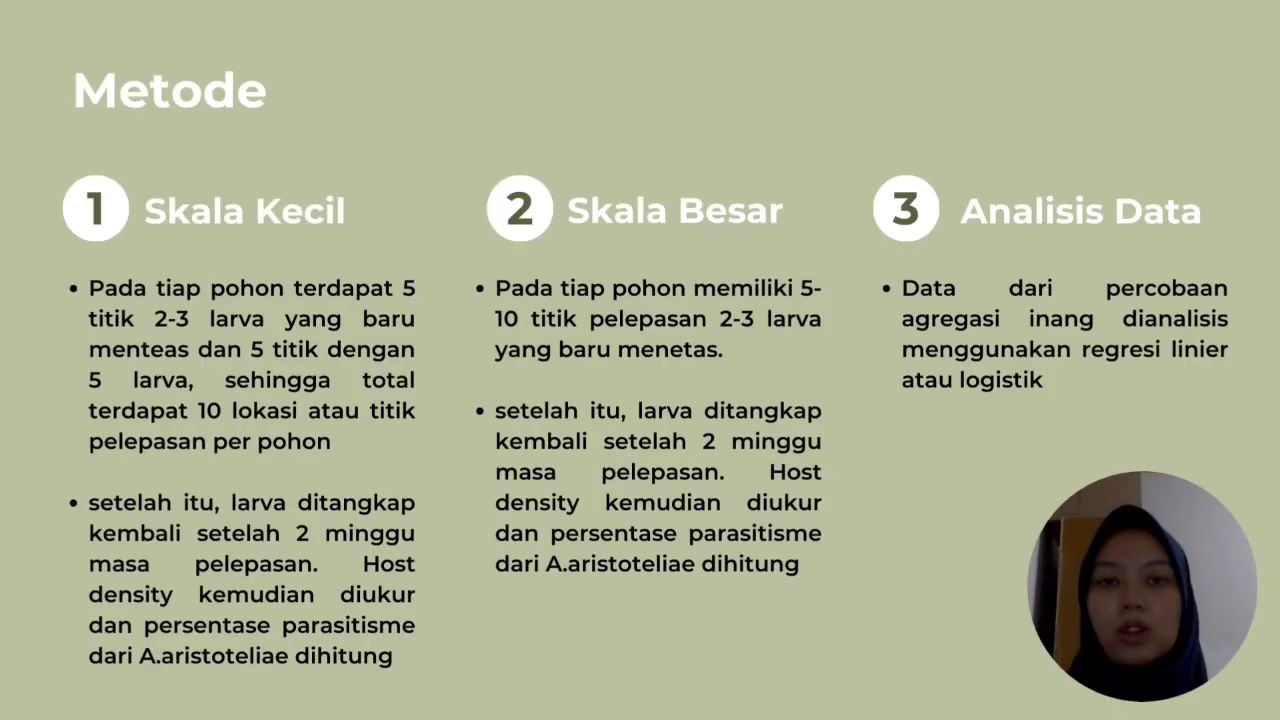 Metode
1 Skala Kecil
• Pada tiap pohon terdapat 5
titik 2-3 larva yang baru
menteas dan 5 titik dengan
5 larva, sehingga total
terdapat 10 lokasi atau titik
pelepasan per pohon
• setelah itu, larva ditangkap
kembali setelah 2 minggu
masa pelepasan. Host
density kemudian diukur
dan persentase parasitisme
dari A.aristoteliae dihitung
2 Skala Besar
• Pada tiap pohon memiliki 5-
10 titik pelepasan 2-3 larva
yang baru menetas.
• setelah itu, larva ditangkap
kembali setelah 2 minggu
masa pelepasan. Host
density kemudian diukur
dan persentase parasitisme
dari A.aristoteliae dihitung
3 Analisis Data
• Data dari percobaan
agregasi inang dianalisis
menggunakan regresi linier
atau logistik